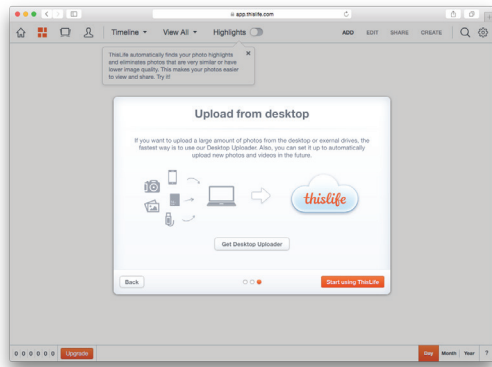 app.thislife.com
Timeline
View All
Highlights
ADD
EDIT
SHARE
CREATE
ThisLife automatically finds your photo highlights
and eliminates photos that are very similar or have
lower image quality. This makes your photos easier
to view and share. Try it!
Upload from desktop
If you want to upload a large amount of photos from the desktop or exernal drives, the
fastest way is to use our Desktop Uploader. Also, you can set it up to automatically
upload new photos and videos in the future.
thislife
Get Desktop Uploader
Back
Start using ThisLife
0 0 0 0 0 0
Upgrade
Day
Month
Year
?